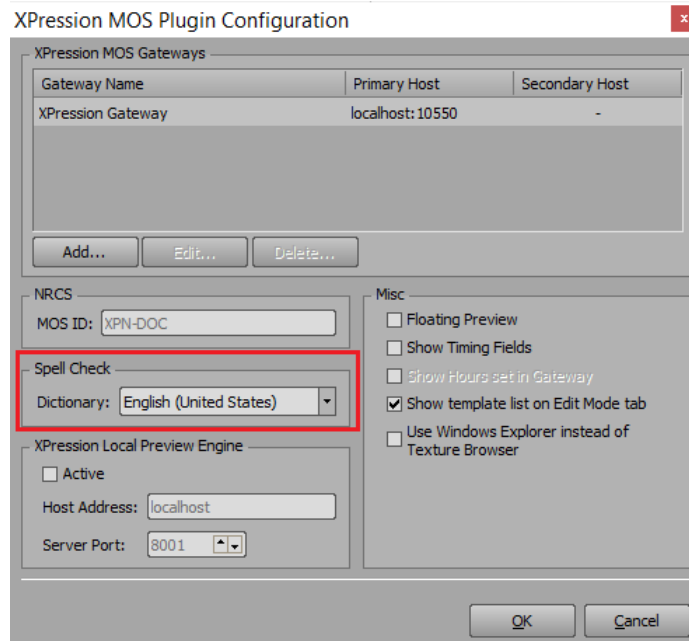 XPression MOS Plugin Configuration
x
XPression MOS Gateways
Gateway Name Primary Host Secondary Host
XPression Gateway localhost:10550 -
Add... Edit... Delete...
NRCS
MOS ID: XPN-DOC
Spell Check
Dictionary: English (United States)
XPression Local Preview Engine
Active
Host Address: localhost
Server Port: 8001
Misc
Floating Preview
Show Timing Fields
Show Hours set in Gateway
Show template list on Edit Mode tab
Use Windows Explorer instead of
Texture Browser
OK Cancel